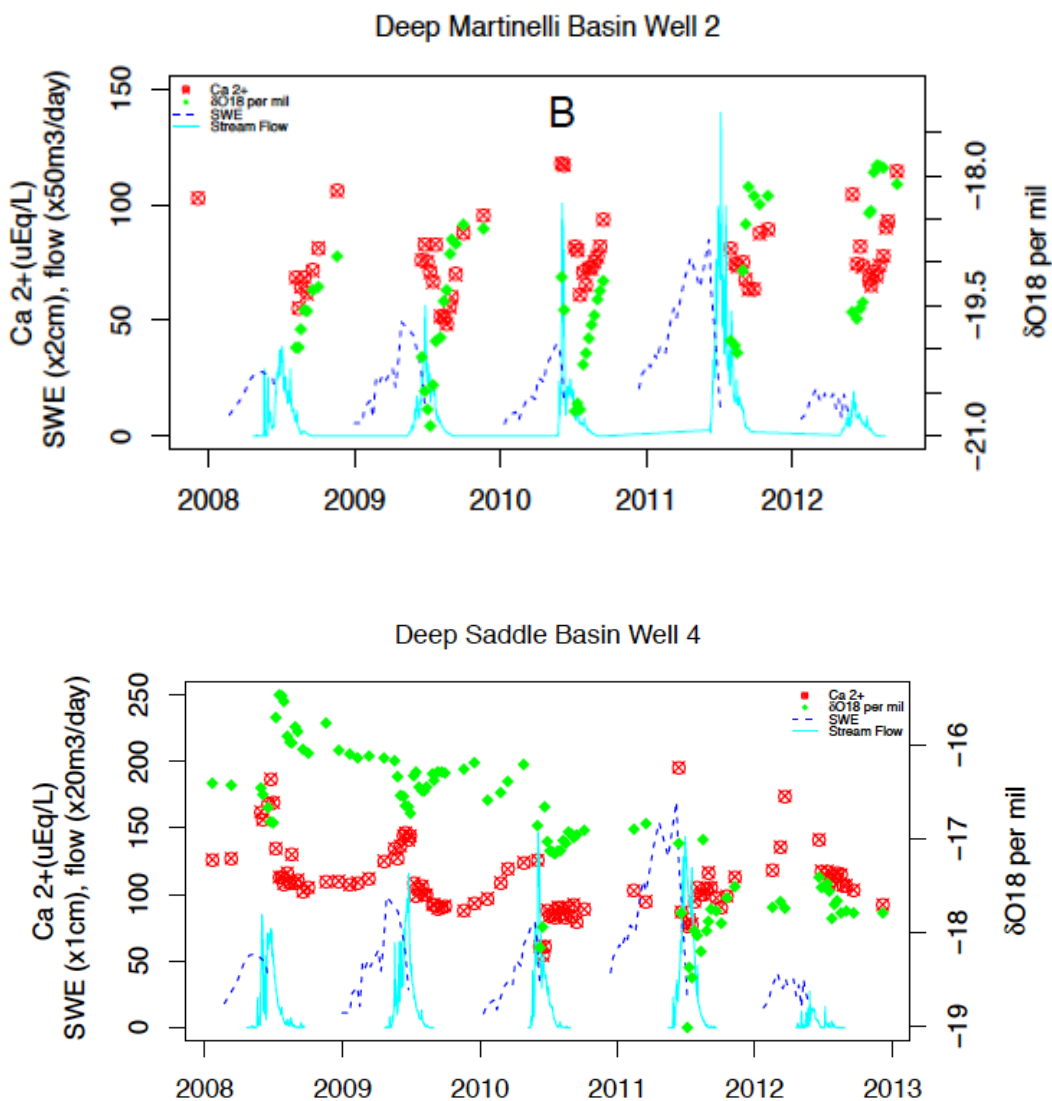 Deep Martinelli Basin Well 2
Ca 2+(uEq/L)
SWE (x2cm), flow (x50m3/day)
150
100
50
0
Ca 2+
δO18 per mil
SWE
Stream Flow
B
-18.0
-19.5
-21.0
δO18 per mil
2008 2009 2010 2011 2012
Deep Saddle Basin Well 4
Ca 2+(uEq/L)
SWE (x1cm), flow (x20m3/day)
250
200
150
100
50
0
Ca 2+
δO18 per mil
SWE
Stream Flow
-16
-17
-18
-19
δO18 per mil
2008 2009 2010 2011 2012 2013